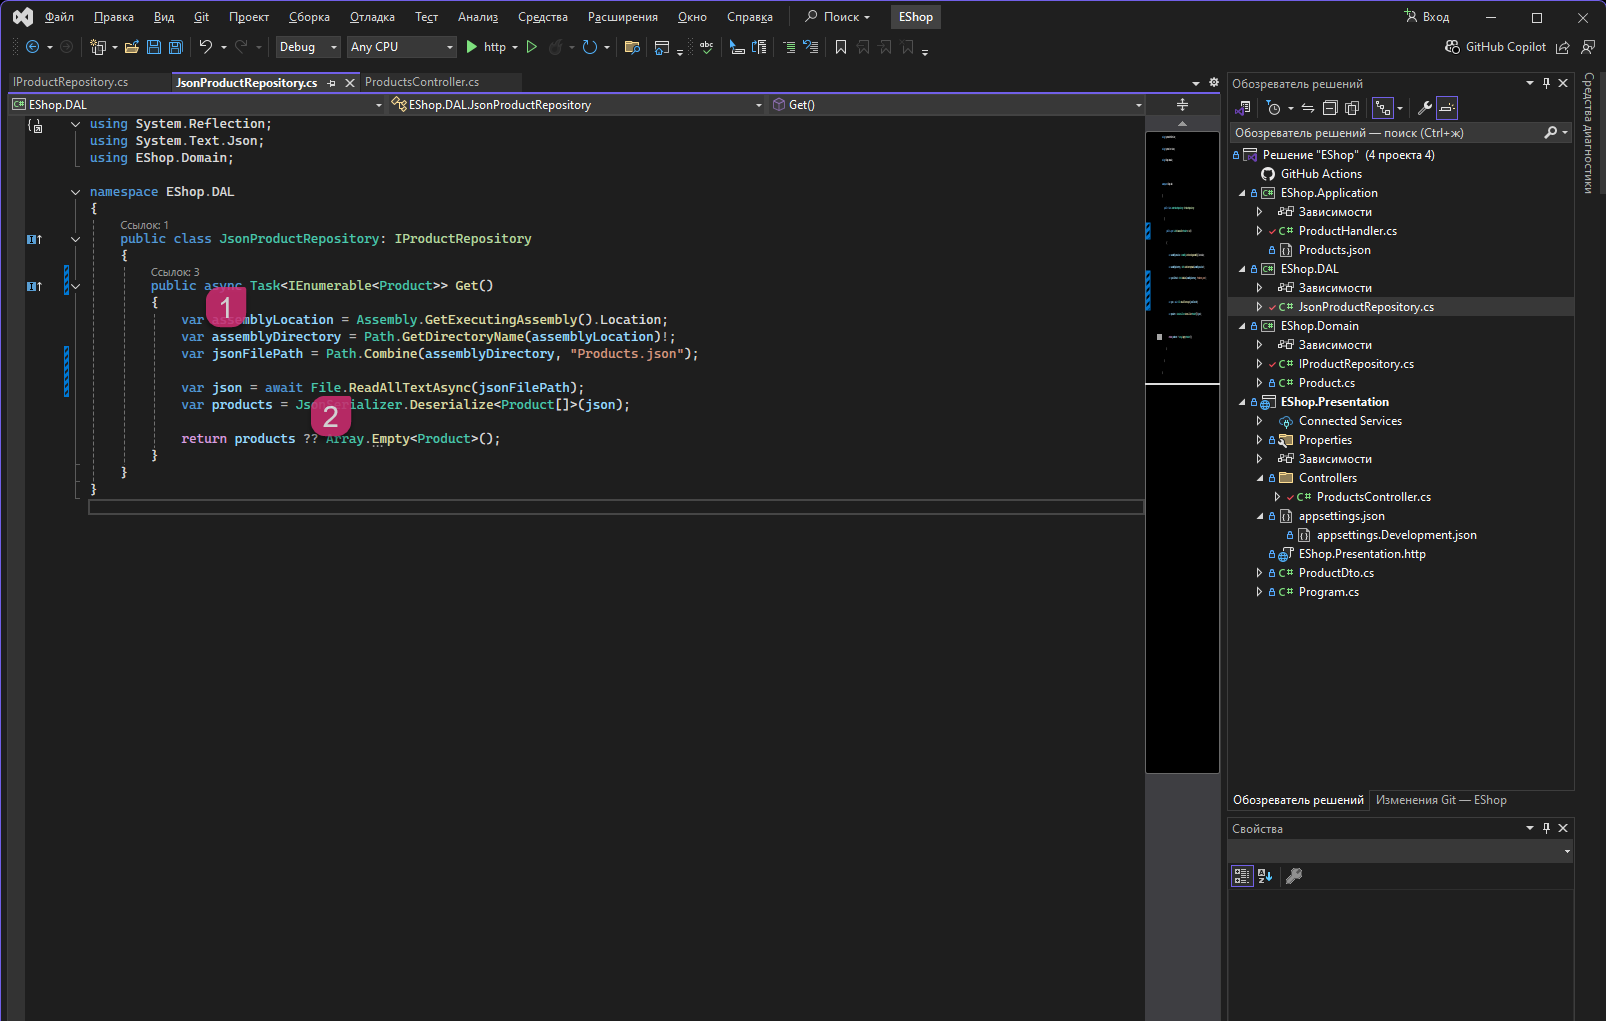 Файл Правка Вид Git Проект Сборка Отладка Тест Анализ Средства Расширения Окно Справка Поиск EShop Вход
Debug Any CPU http GitHub Copilot
IProductRepository.cs JsonProductRepository.cs ProductsController.cs
EShop.DAL EShop.DAL.JsonProductRepository Get()
using System.Reflection;
using System.Text.Json;
using EShop.Domain;
namespace EShop.DAL
{
Ссылок: 1
public class JsonProductRepository: IProductRepository
{
Ссылок: 3
public async Task<IEnumerable<Product>> Get()
{
1
var assemblyLocation = Assembly.GetExecutingAssembly().Location;
var assemblyDirectory = Path.GetDirectoryName(assemblyLocation)!;
var jsonFilePath = Path.Combine(assemblyDirectory, "Products.json");
var json = await File.ReadAllTextAsync(jsonFilePath);
var products = JsonSerializer.Deserialize<Product[]>(json);
2
return products ?? Array.Empty<Product>();
}
}
}
Обозреватель решений
Обозреватель решений — поиск (Ctrl+ж)
Решение "EShop" (4 проекта 4)
GitHub Actions
EShop.Application
Зависимости
C# ProductHandler.cs
Products.json
EShop.DAL
Зависимости
C# JsonProductRepository.cs
EShop.Domain
Зависимости
C# IProductRepository.cs
C# Product.cs
EShop.Presentation
Connected Services
Properties
Зависимости
Controllers
C# ProductsController.cs
appsettings.json
appsettings.Development.json
EShop.Presentation.http
C# ProductDto.cs
C# Program.cs
Обозреватель решений Изменения Git — EShop
Свойства
Средства диагностики